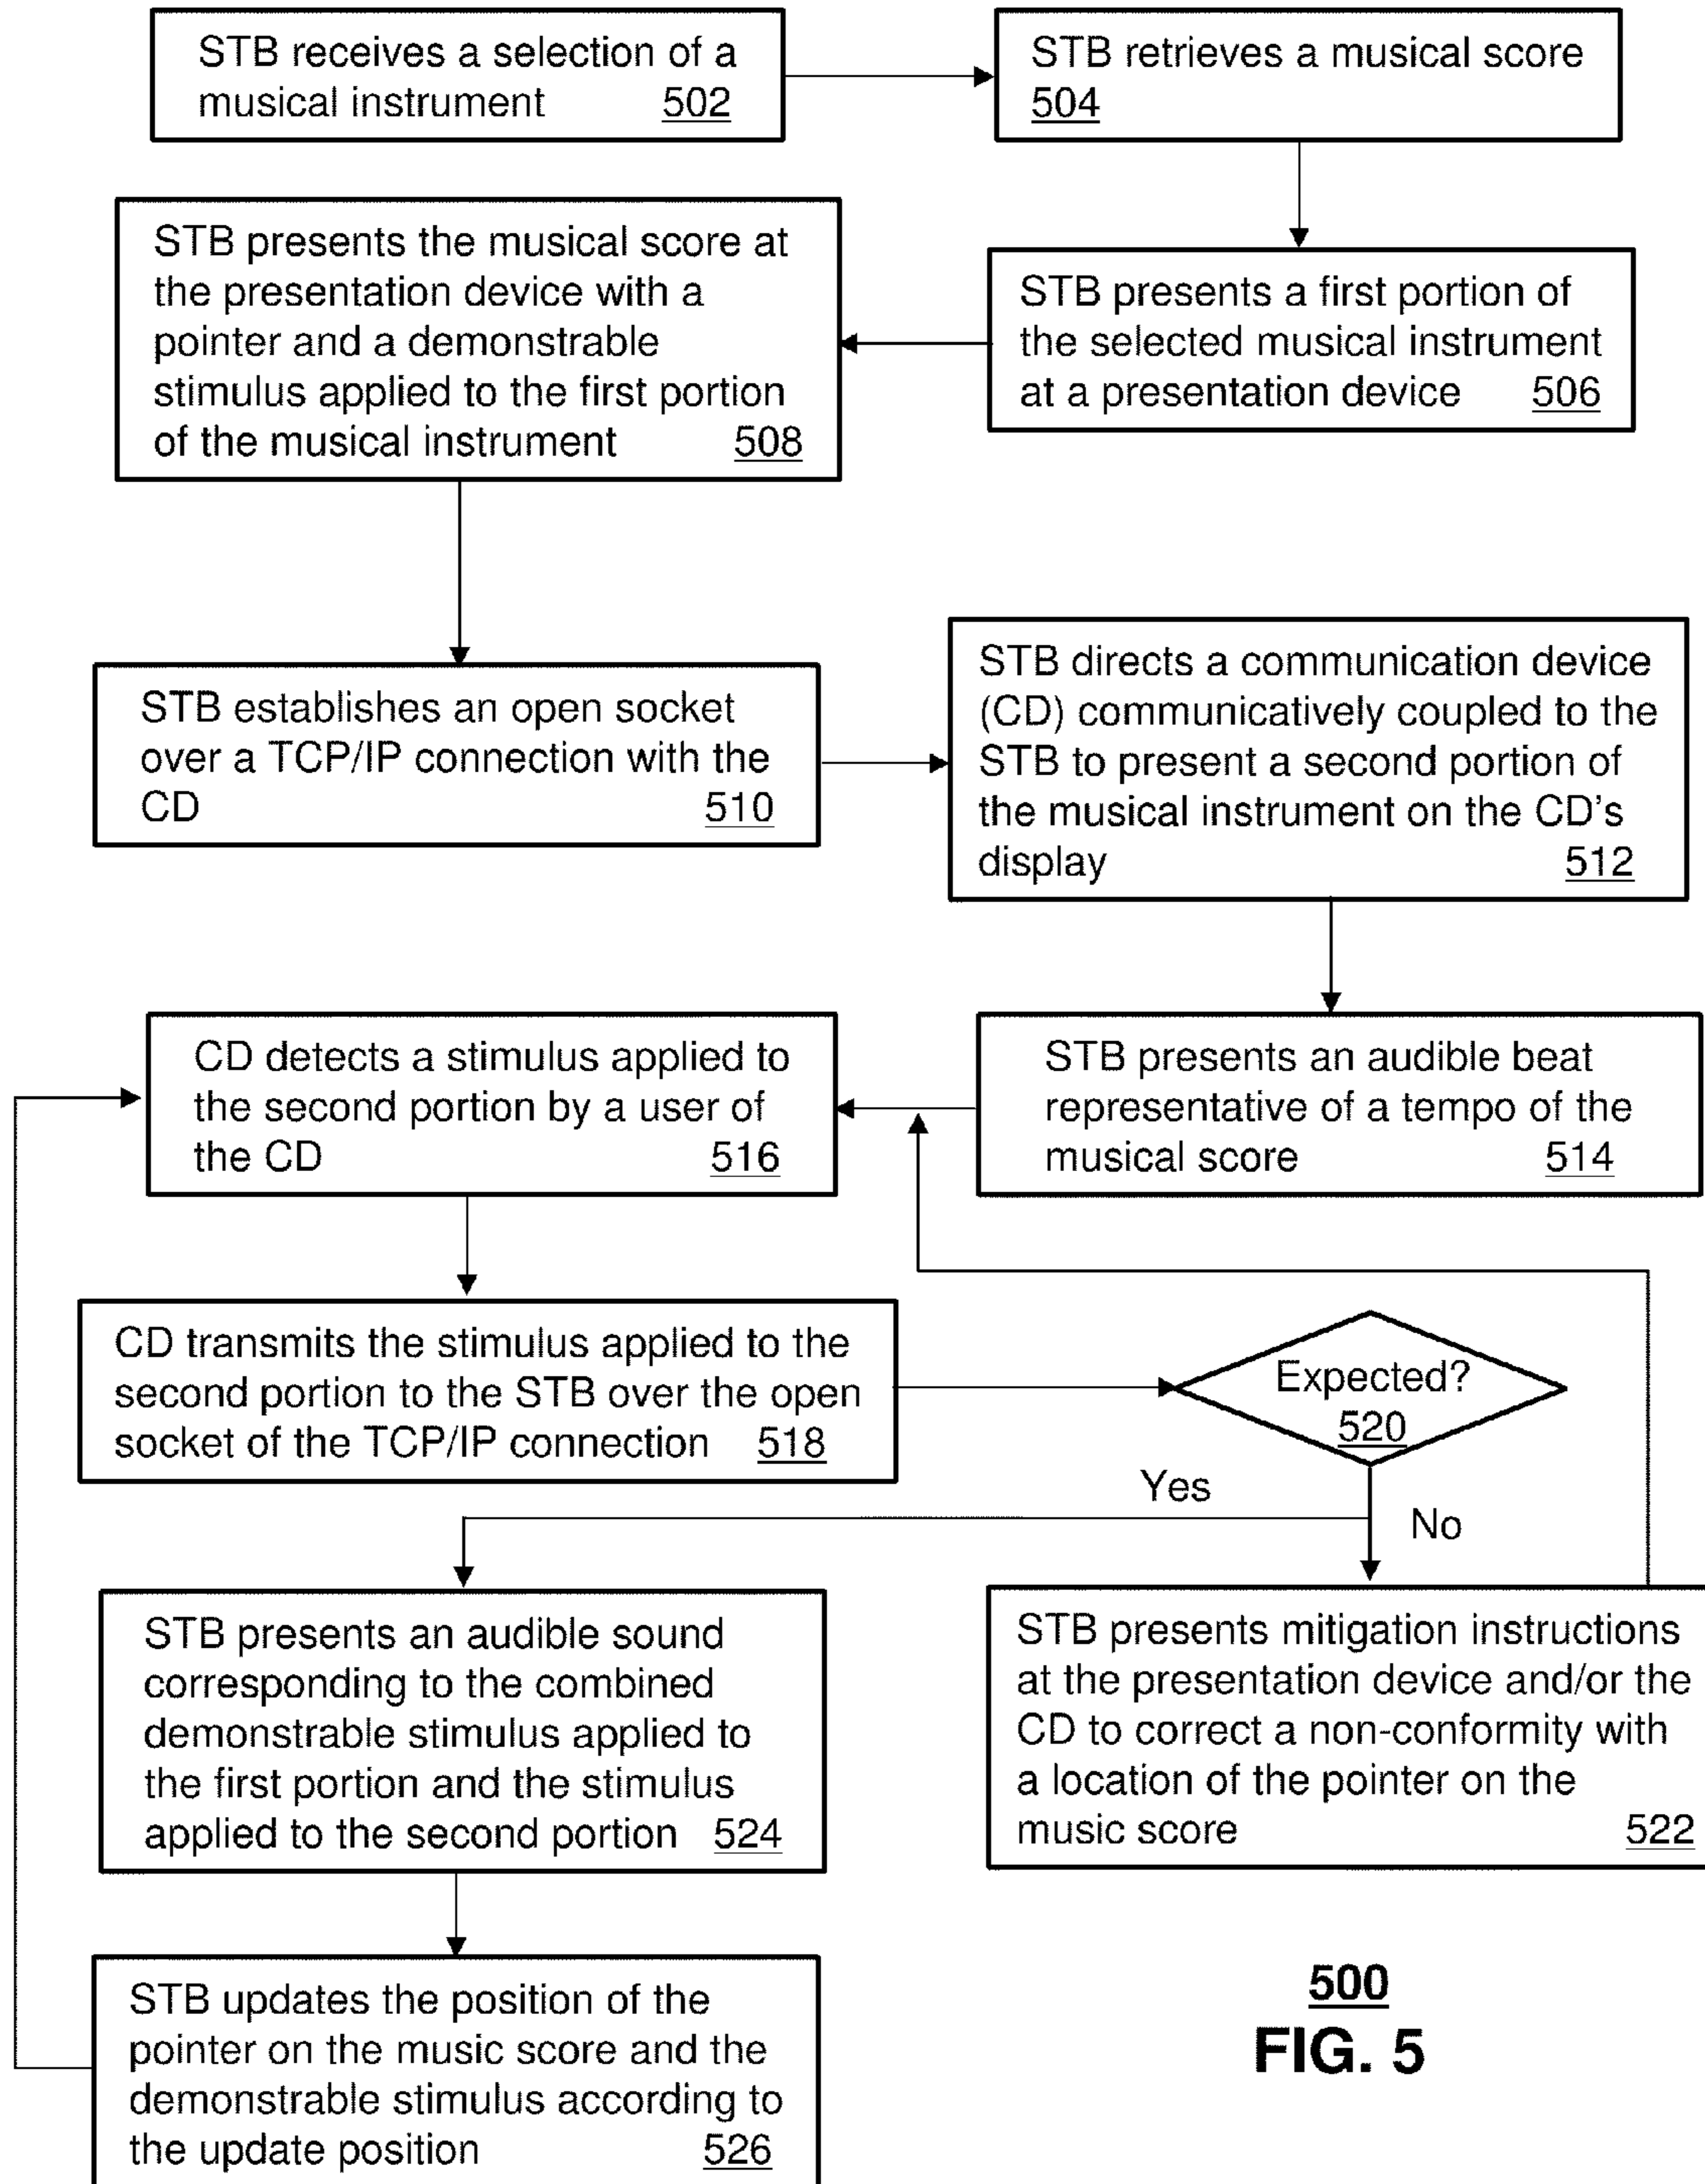 STB receives a selection of a
musical instrument 502
STB retrieves a musical score
504
STB presents a first portion of
the selected musical instrument
at a presentation device 506
STB presents the musical score at
the presentation device with a
pointer and a demonstrable
stimulus applied to the first portion
of the musical instrument 508
STB establishes an open socket
over a TCP/IP connection with the
CD 510
STB directs a communication device
(CD) communicatively coupled to the
STB to present a second portion of
the musical instrument on the CD's
display 512
STB presents an audible beat
representative of a tempo of the
musical score 514
CD detects a stimulus applied to
the second portion by a user of
the CD 516
CD transmits the stimulus applied to the
second portion to the STB over the open
socket of the TCP/IP connection 518
Expected?
520
Yes
No
STB presents mitigation instructions
at the presentation device and/or the
CD to correct a non-conformity with
a location of the pointer on the
music score 522
STB presents an audible sound
corresponding to the combined
demonstrable stimulus applied to
the first portion and the stimulus
applied to the second portion 524
STB updates the position of the
pointer on the music score and the
demonstrable stimulus according to
the update position 526
500
FIG. 5